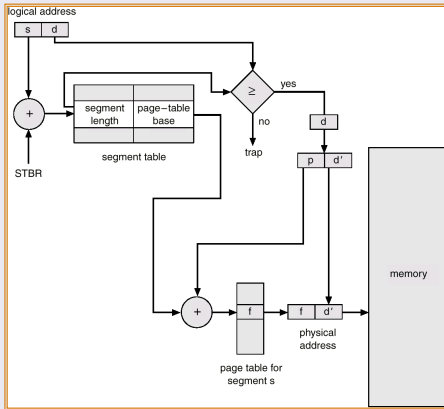 logical address
s d
≥
yes
no
trap
d
+
segment length
page–table base
segment table
STBR
p d′
memory
+
f
f d′
physical address
page table for segment s